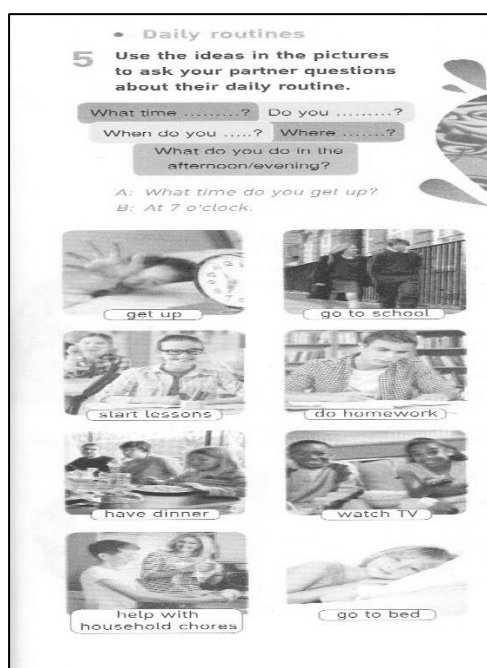 • Daily routines
5 Use the ideas in the pictures
to ask your partner questions
about their daily routine.
What time .........? Do you .........?
When do you .....? Where .......?
What do you do in the
afternoon/evening?
A: What time do you get up?
B: At 7 o'clock.
get up
go to school
start lessons
do homework
have dinner
watch TV
help with
household chores
go to bed